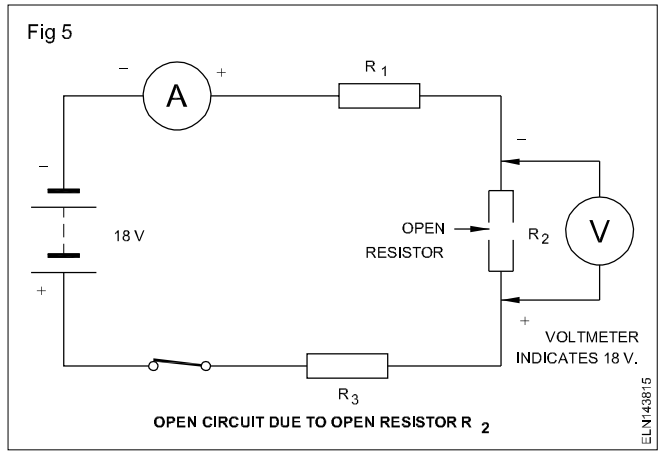 Fig 5
− A +
R 1
−
18 V
+
−
OPEN
RESISTOR
R 2
V
+
VOLTMETER
INDICATES 18 V.
R 3
OPEN CIRCUIT DUE TO OPEN RESISTOR R 2
ELN143815